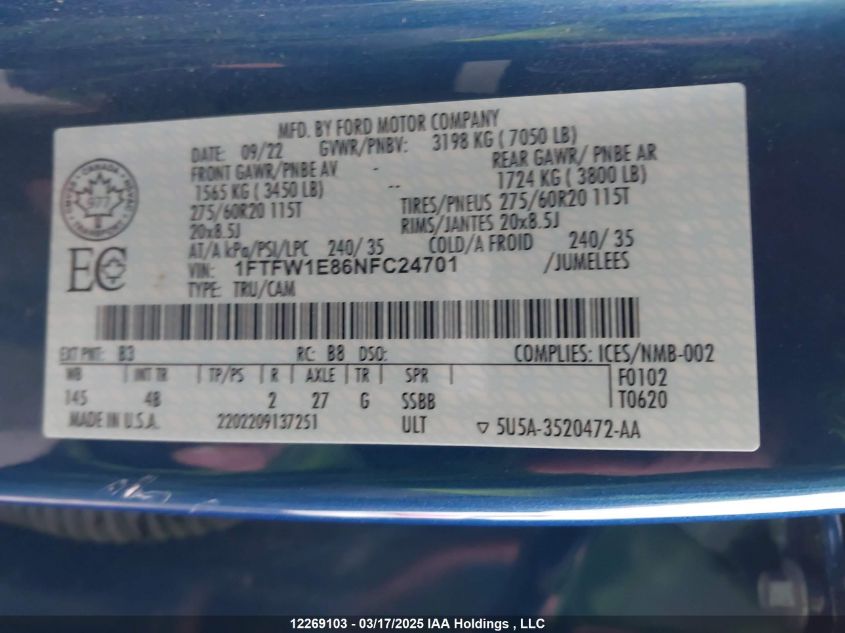 MFD. BY FORD MOTOR COMPANY
DATE: 09/22 GVWR/PNBV: 3198 KG ( 7050 LB)
FRONT GAWR/PNBE AV - REAR GAWR/ PNBE AR
1565 KG ( 3450 LB) -- 1724 KG ( 3800 LB)
275/60R20 115T TIRES/PNEUS 275/60R20 115T
20x8.5J RIMS/JANTES 20x8.5J
AT/A kPa/PSI/LPC 240/ 35 COLD/A FROID 240/ 35
VIN: 1FTFW1E86NFC24701 /JUMELEES
TYPE: TRU/CAM
CANADA
977
TRANSPORT
EC
EXT PNT: B3 RC: B8 DSO: COMPLIES: ICES/NMB-002
WB INT TR TP/PS R AXLE TR SPR F0102
145 48 2 27 G SSBB T0620
MADE IN U.S.A. 2202209137251 ULT ▽ 5U5A-3520472-AA
12269103 - 03/17/2025 IAA Holdings , LLC